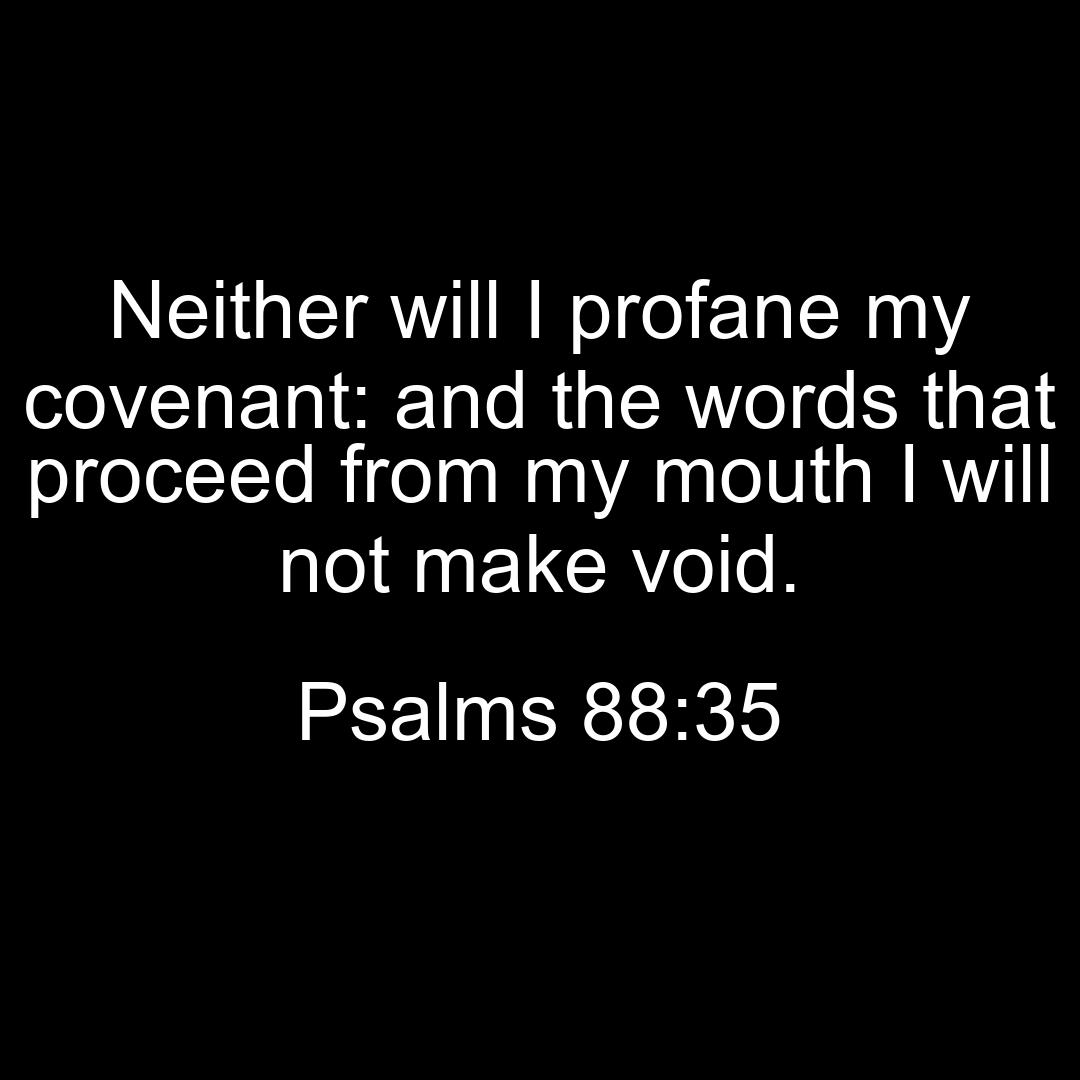 Neither will I profane my
covenant: and the words that
proceed from my mouth I will
not make void.
Psalms 88:35